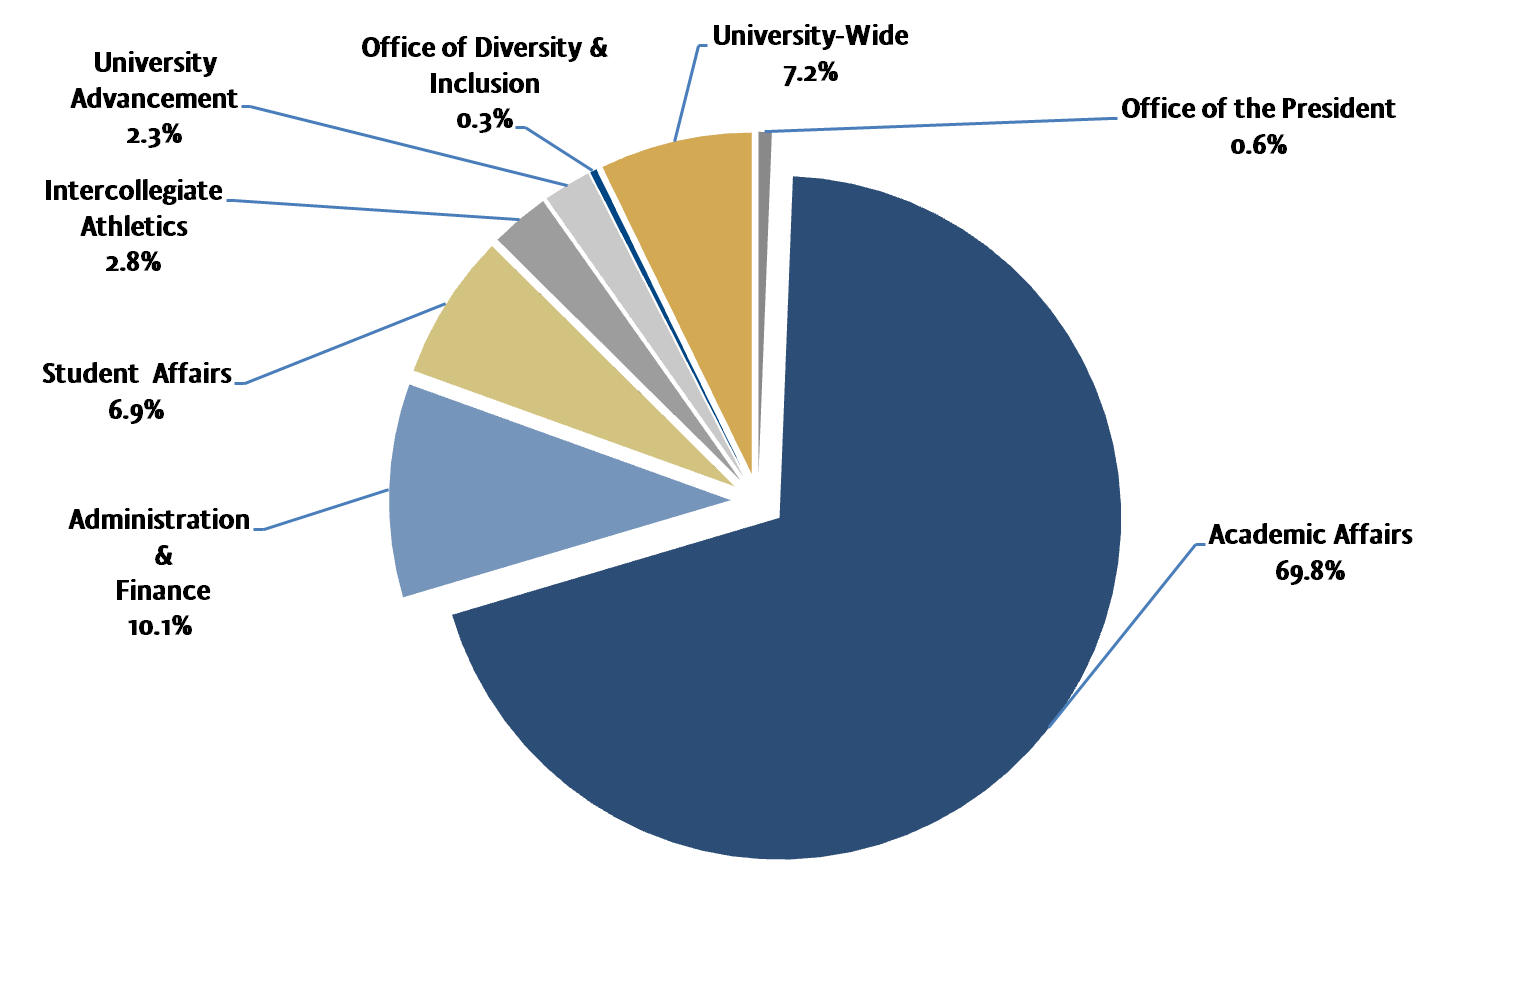 University-Wide
7.2%
Office of Diversity &
Inclusion
0.3%
University
Advancement
2.3%
Office of the President
0.6%
Intercollegiate
Athletics
2.8%
Student Affairs
6.9%
Administration
&
Finance
10.1%
Academic Affairs
69.8%